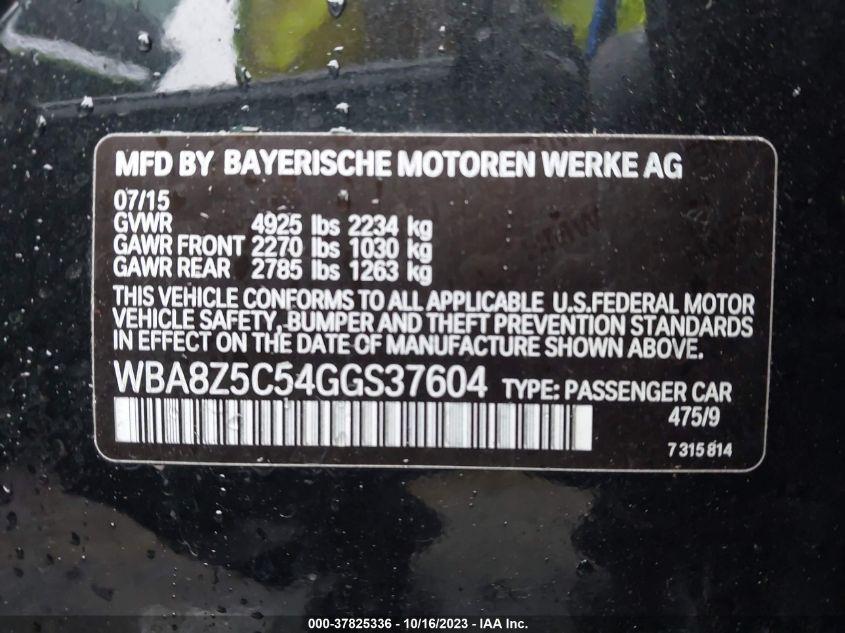 MFD BY BAYERISCHE MOTOREN WERKE AG
07/15
GVWR 4925 lbs 2234 kg
GAWR FRONT 2270 lbs 1030 kg
GAWR REAR 2785 lbs 1263 kg
THIS VEHICLE CONFORMS TO ALL APPLICABLE U.S.FEDERAL MOTOR
VEHICLE SAFETY, BUMPER AND THEFT PREVENTION STANDARDS
IN EFFECT ON THE DATE OF MANUFACTURE SHOWN ABOVE.
WBA8Z5C54GGS37604 TYPE: PASSENGER CAR
475/9
7 315 814
000-37825336 - 10/16/2023 - © IAA, Inc.